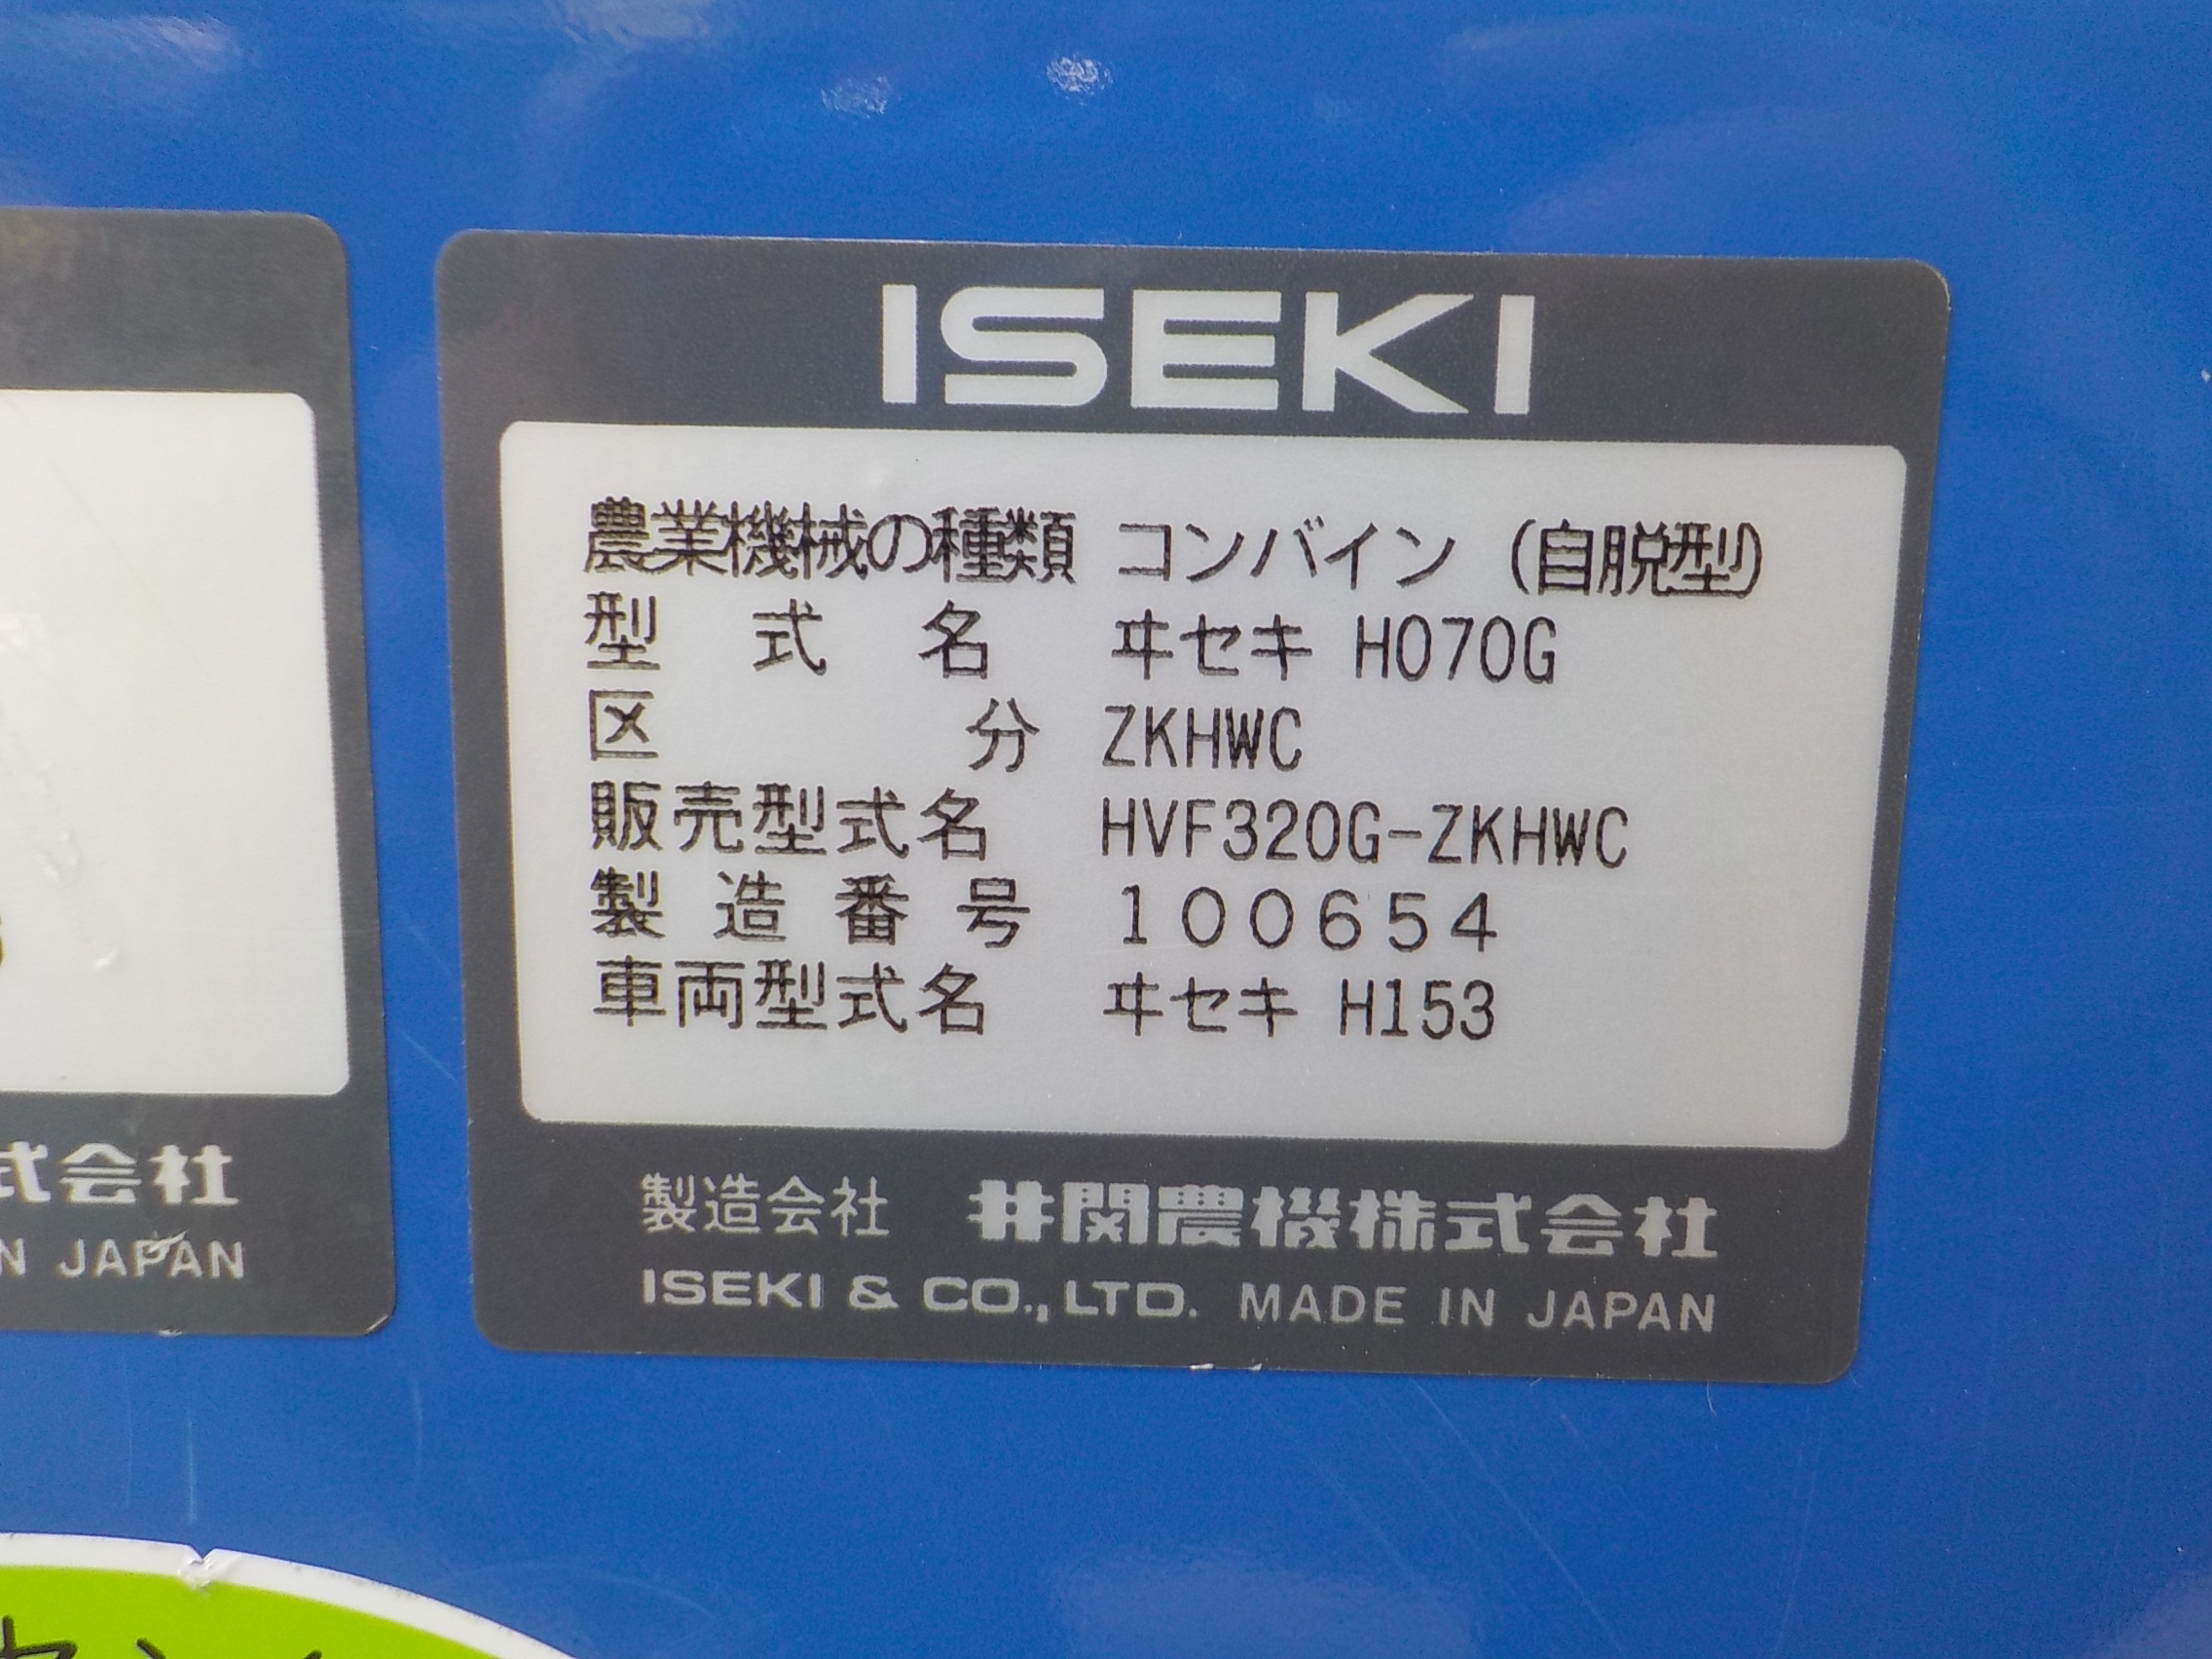 ISEKI
農業機械の種類 コンバイン (自脱型)
型 式 名 ヰセキ H070G
区 分 ZKHWC
販売型式名 HVF320G-ZKHWC
製 造 番 号 100654
車両型式名 ヰセキ H153
製造会社 井関農機株式会社
ISEKI & CO., LTD. MADE IN JAPAN
式会社
N JAPAN